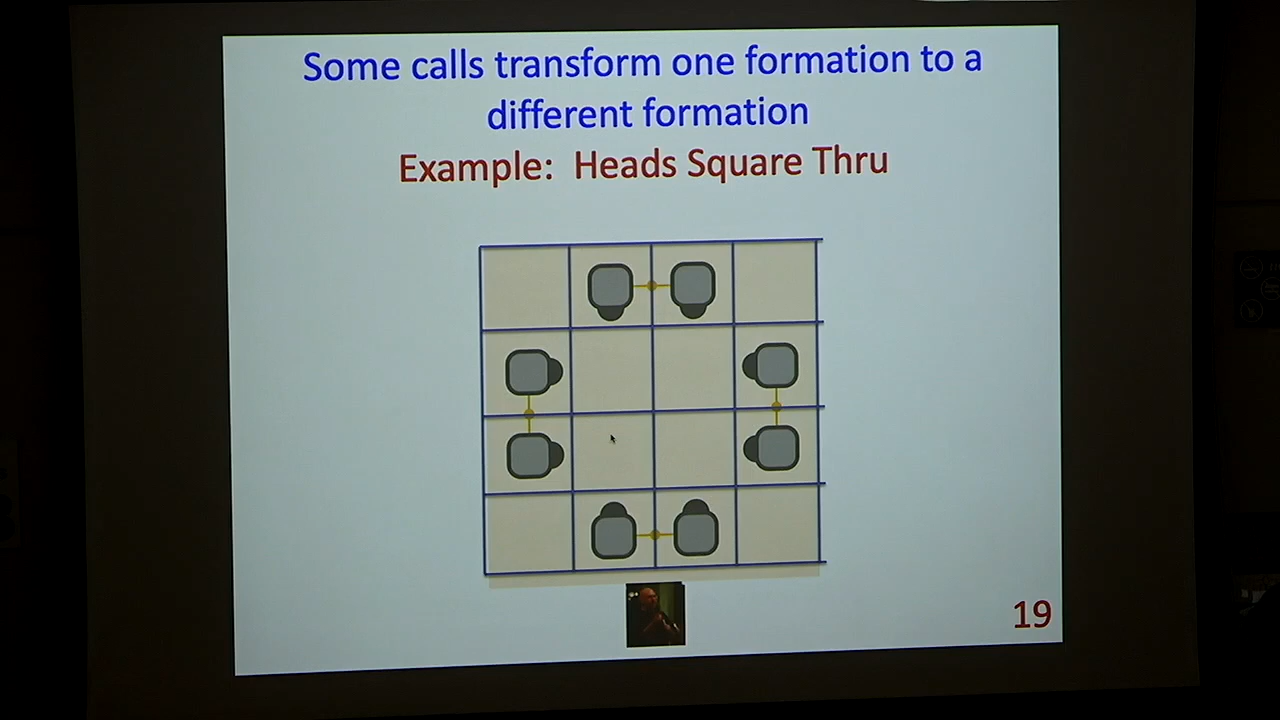 Some calls transform one formation to a
different formation
Example: Heads Square Thru
19